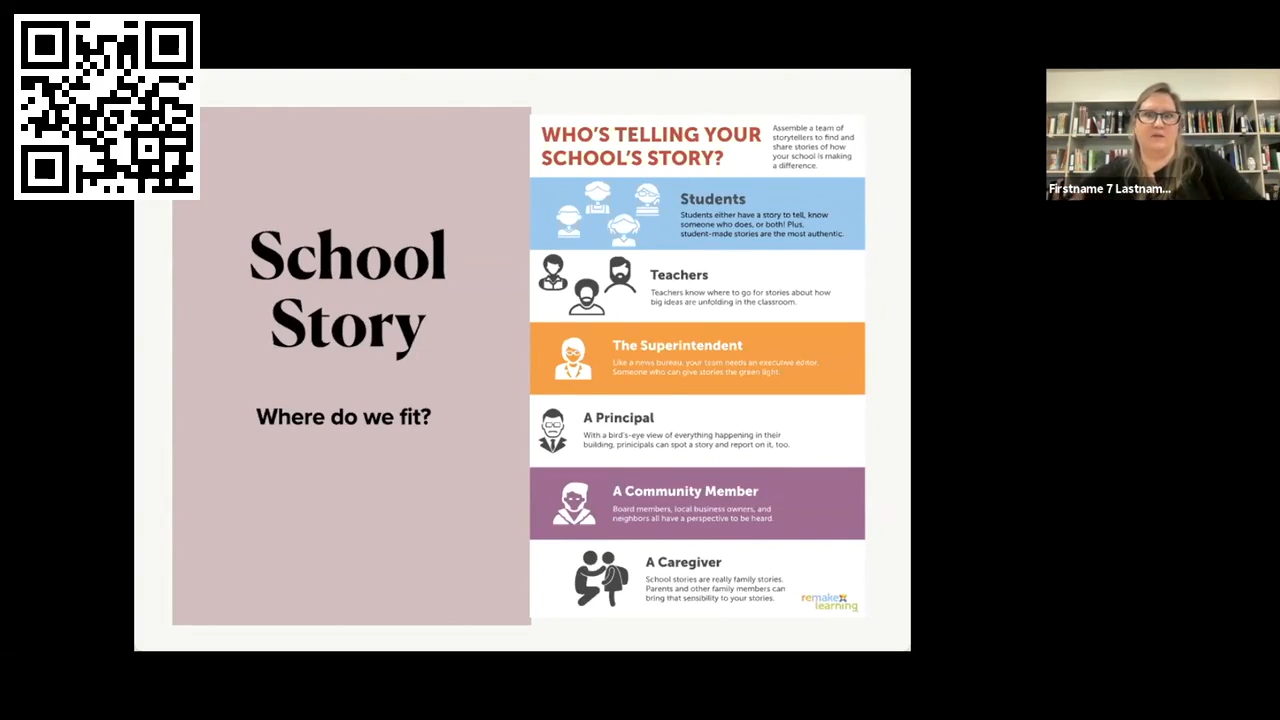 School
Story
Where do we fit?
WHO'S TELLING YOUR
SCHOOL'S STORY?
Assemble a team of
storytellers to find and
share stories of how
your school is making
a difference.
Students
Students either have a story to tell, know
someone who does, or both! Plus,
student-made stories are the most authentic.
Teachers
Teachers know where to go for stories about how
big ideas are unfolding in the classroom.
The Superintendent
Like a news bureau, your team needs an executive editor.
Someone who can give stories the green light.
A Principal
With a bird's-eye view of everything happening in their
building, prinicipals can spot a story and report on it, too.
A Community Member
Board members, local business owners, and
neighbors all have a perspective to be heard.
A Caregiver
School stories are really family stories.
Parents and other family members can
bring that sensibility to your stories.
remake
learning
Firstname 7 Lastnam...